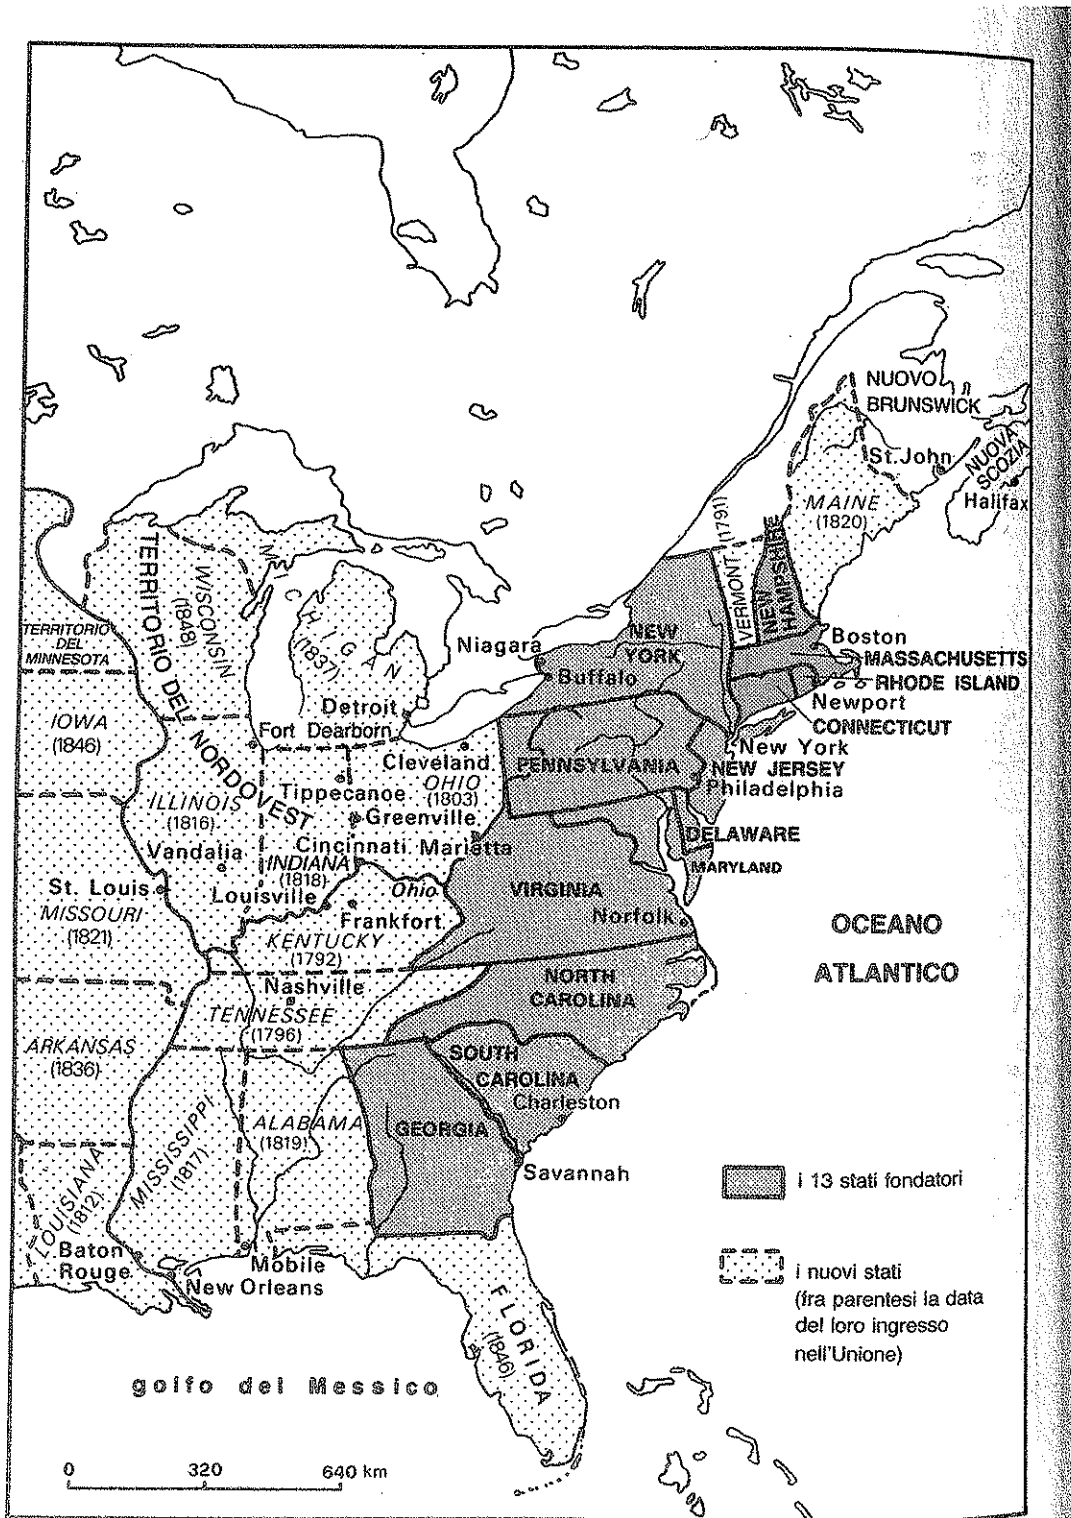 NUOVO
BRUNSWICK
St. John
NUOVA
SCOZIA
Halifax
MAINE
(1820)
VERMONT (1791)
NEW
HAMPSHIRE
Boston
MASSACHUSETTS
RHODE ISLAND
Newport
CONNECTICUT
NEW
YORK
Niagara
Buffalo
New York
NEW JERSEY
Philadelphia
PENNSYLVANIA
DELAWARE
MARYLAND
TERRITORIO DEL
NORDOVEST
WISCONSIN
(1848)
MICHIGAN
(1837)
TERRITORIO
DEL
MINNESOTA
IOWA
(1846)
Detroit
Fort Dearborn
Cleveland
OHIO
(1803)
Tippecanoe
Greenville
ILLINOIS
(1816)
Vandalia
Cincinnati
Marietta
INDIANA
(1818)
Ohio
Louisville
Frankfort
St. Louis
MISSOURI
(1821)
KENTUCKY
(1792)
VIRGINIA
Norfolk
OCEANO
ATLANTICO
Nashville
TENNESSEE
(1796)
NORTH
CAROLINA
ARKANSAS
(1836)
SOUTH
CAROLINA
Charleston
MISSISSIPPI
(1817)
ALABAMA
(1819)
GEORGIA
Savannah
LOUISIANA
(1812)
Baton
Rouge
New Orleans
Mobile
FLORIDA
(1846)
golfo del Messico
i 13 stati fondatori
i nuovi stati
(fra parentesi la data
del loro ingresso
nell'Unione)
0 320 640 km